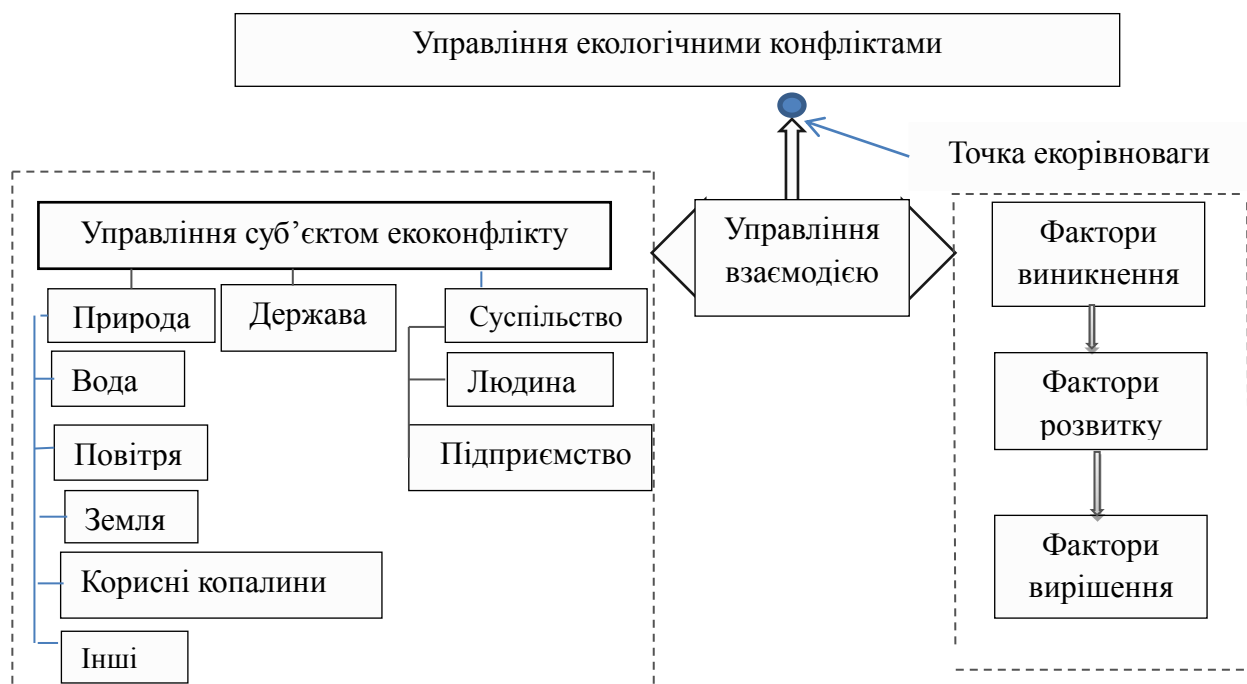 Управління екологічними конфліктами
Точка екорівноваги
Управління суб’єктом екоконфлікту
Природа
Держава
Суспільство
Вода
Людина
Повітря
Підприємство
Земля
Корисні копалини
Інші
Управління
взаємодією
Фактори
виникнення
Фактори
розвитку
Фактори
вирішення